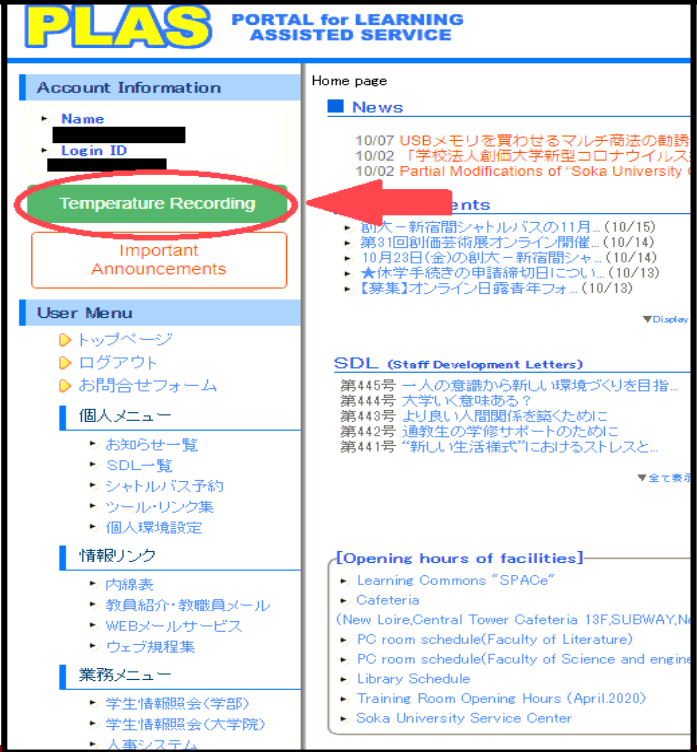 PLAS PORTAL for LEARNING
ASSISTED SERVICE
Account Information
Name
Login ID
Temperature Recording
Important
Announcements
User Menu
トップページ
ログアウト
お問合せフォーム
個人メニュー
お知らせ一覧
SDL一覧
シャトルバス予約
ツール・リンク集
個人環境設定
情報リンク
内線表
教員紹介・教職員メール
WEBメールサービス
ウェブ規程集
業務メニュー
学生情報照会(学部)
学生情報照会(大学院)
人事システム
Home page
News
10/07 USBメモリを買わせるマルチ商法の勧誘
10/02 「学校法人創価大学新型コロナウイルス
10/02 Partial Modifications of "Soka University
ents
創大－新宿間シャトルバスの11月...(10/15)
第31回創価芸術展オンライン開催...(10/14)
10月23日(金)の創大－新宿間シャ...(10/14)
★休学手続きの申請締切日につい...(10/13)
【募集】オンライン日露青年フォ...(10/13)
▼Display
SDL (Staff Development Letters)
第445号 一人の意識から新しい環境づくりを目指...
第444号 大学いく意味ある？
第443号 より良い人間関係を築くために
第442号 通教生の学修サポートのために
第441号 “新しい生活様式”におけるストレスと...
▼全て表示
[Opening hours of facilities]
Learning Commons "SPACe"
Cafeteria
(New Loire,Central Tower Cafeteria 13F,SUBWAY,Ne
PC room schedule(Faculty of Literature)
PC room schedule(Faculty of Science and engine
Library Schedule
Training Room Opening Hours (April.2020)
Soka University Service Center